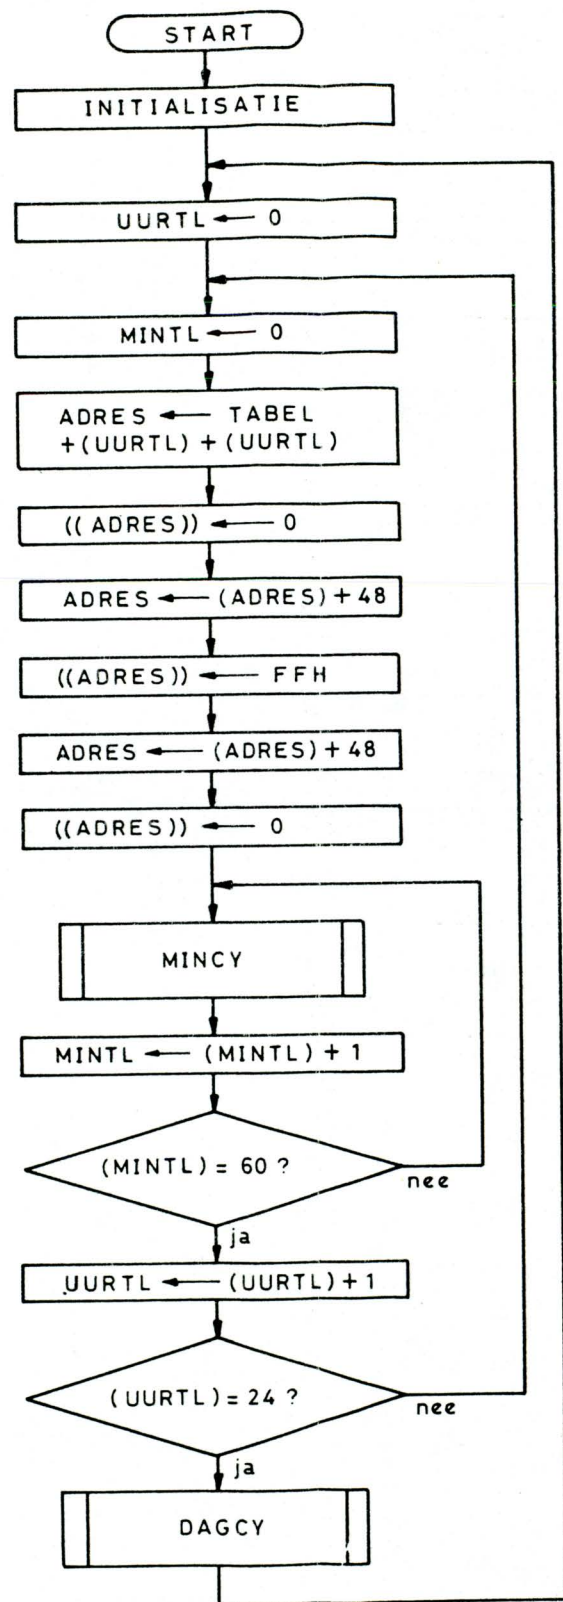 START
INITIALISATIE
UURTL ← 0
MINTL ← 0
ADRES ← TABEL
+(UURTL) + (UURTL)
((ADRES)) ← 0
ADRES ← (ADRES) + 48
((ADRES)) ← FFH
ADRES ← (ADRES) + 48
((ADRES)) ← 0
MINCY
MINTL ← (MINTL) + 1
(MINTL) = 60 ?
nee
ja
UURTL ← (UURTL) + 1
(UURTL) = 24 ?
nee
ja
DAGCY